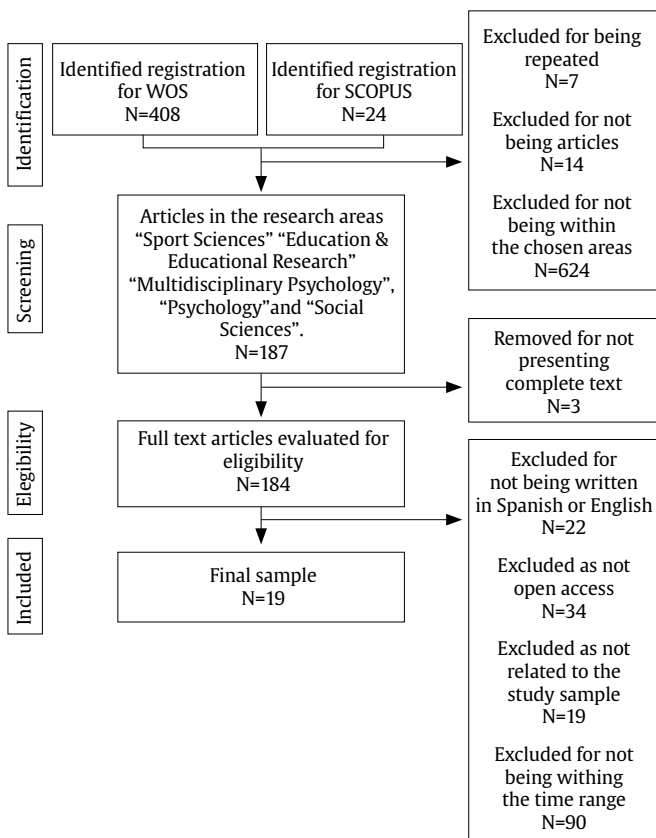 Identification
Identified registration
for WOS
N=408
Identified registration
for SCOPUS
N=24
Excluded for being
repeated
N=7
Excluded for not
being articles
N=14
Excluded for not
being within
the chosen areas
N=624
Screening
Articles in the research areas
“Sport Sciences” “Education &
Educational Research”
“Multidisciplinary Psychology”,
“Psychology”and “Social
Sciences”.
N=187
Removed for not
presenting
complete text
N=3
Elegibility
Full text articles evaluated for
eligibility
N=184
Excluded for
not being written
in Spanish or English
N=22
Excluded as not
open access
N=34
Excluded as not
related to the
study sample
N=19
Excluded for not
being withing
the time range
N=90
Included
Final sample
N=19